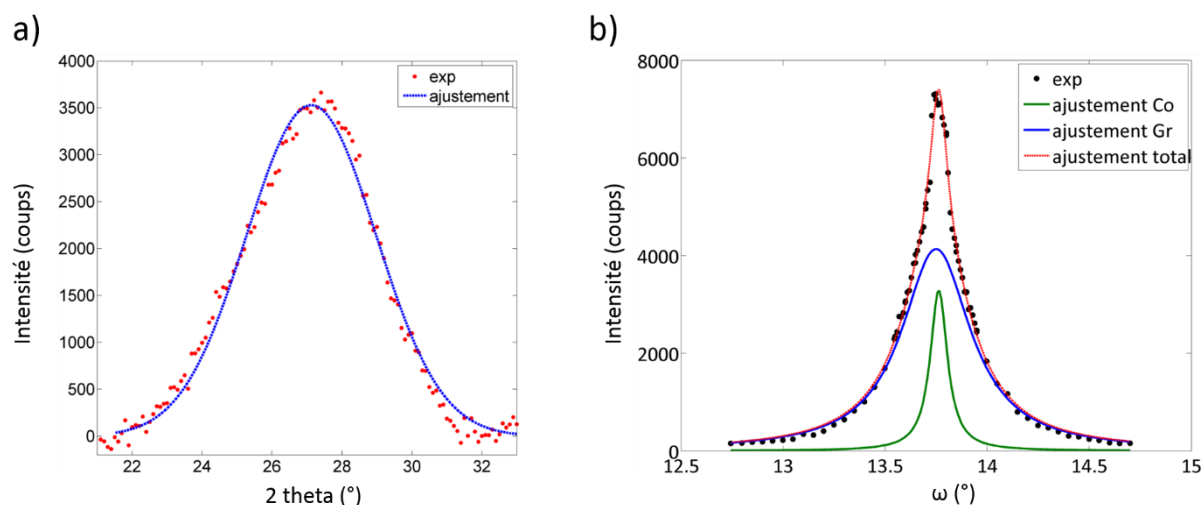 a)
4000
3500
3000
2500
2000
1500
1000
500
0
22 24 26 28 30 32
2 theta (°)
Intensité (coups)
exp
ajustement
b)
8000
6000
4000
2000
0
12.5 13 13.5 14 14.5 15
ω (°)
Intensité (coups)
exp
ajustement Co
ajustement Gr
ajustement total